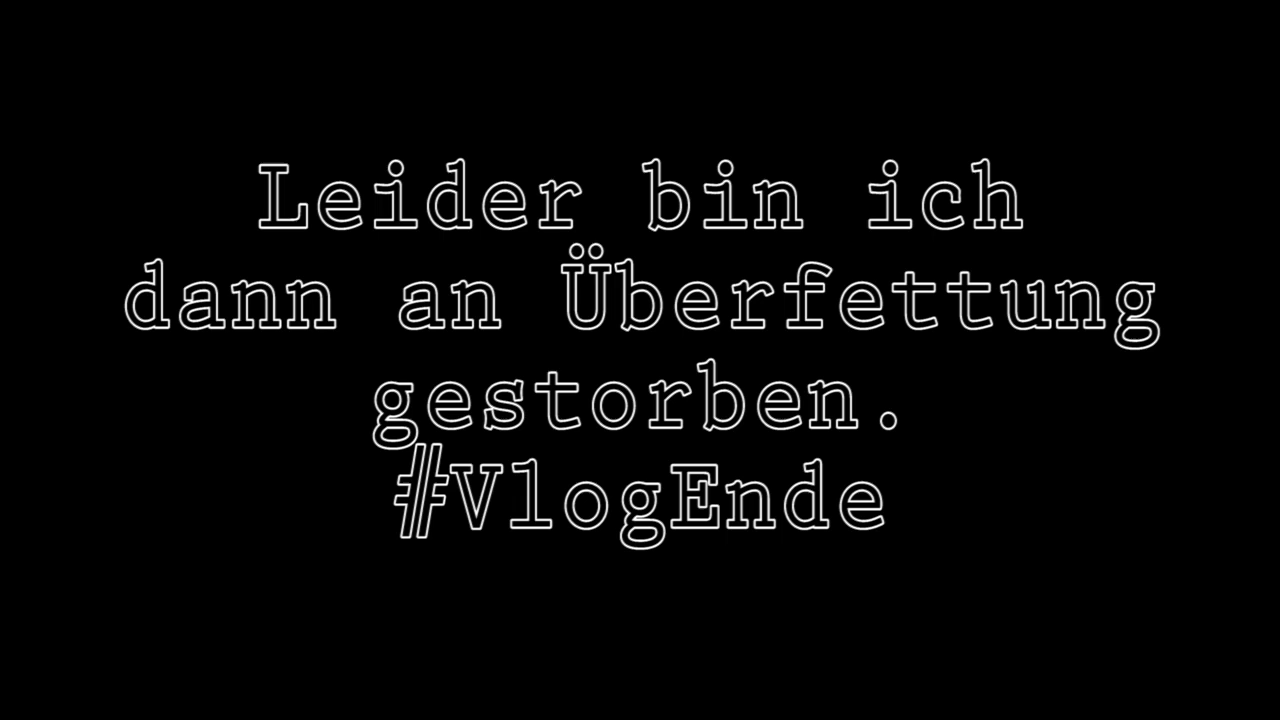 Leider bin ich
dann an Überfettung
gestorben.
#VlogEnde